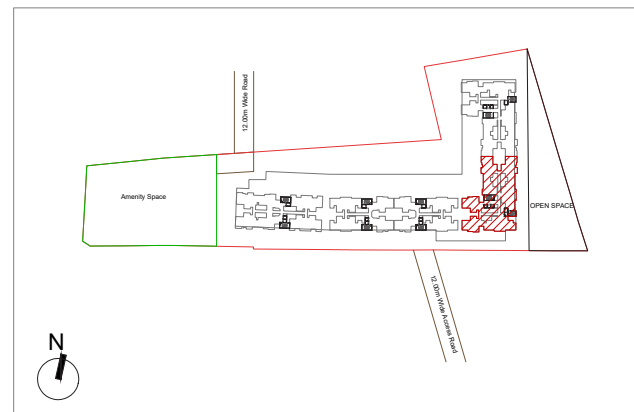 12.00m Wide Road
Amenity Space
OPEN SPACE
12.00m Wide Access Road
N